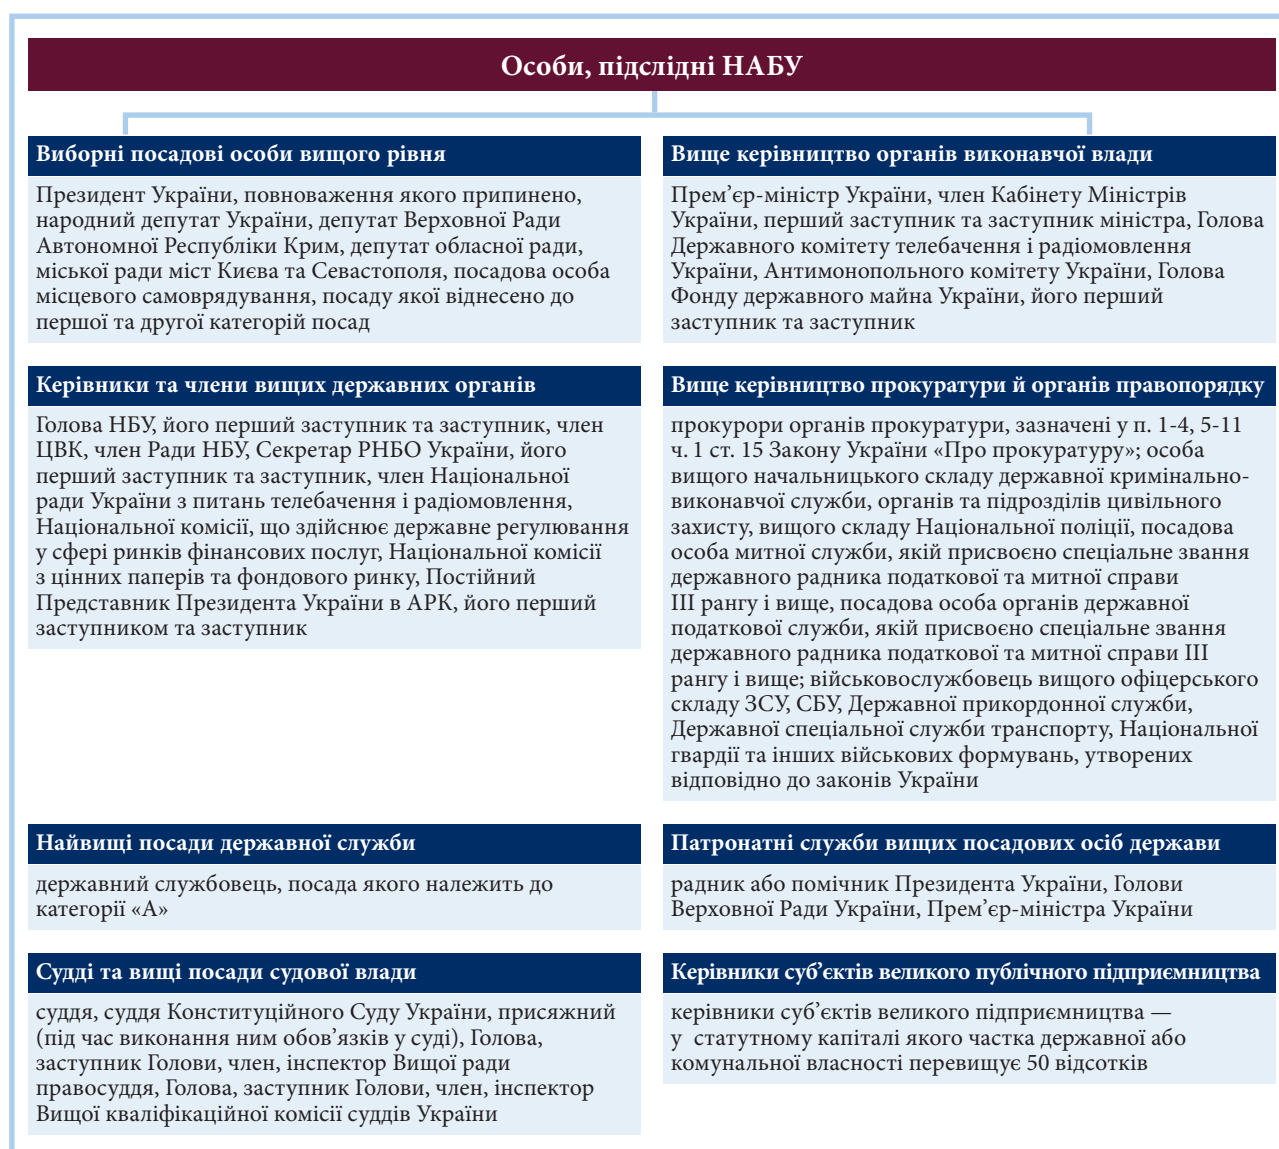 Особи, підслідні НАБУ
Виборні посадові особи вищого рівня
Президент України, повноваження якого припинено,
народний депутат України, депутат Верховної Ради
Автономної Республіки Крим, депутат обласної ради,
міської ради міст Києва та Севастополя, посадова особа
місцевого самоврядування, посаду якої віднесено до
першої та другої категорій посад
Вище керівництво органів виконавчої влади
Прем’єр-міністр України, член Кабінету Міністрів
України, перший заступник та заступник міністра, Голова
Державного комітету телебачення і радіомовлення
України, Антимонопольного комітету України, Голова
Фонду державного майна України, його перший
заступник та заступник
Керівники та члени вищих державних органів
Голова НБУ, його перший заступник та заступник, член
ЦВК, член Ради НБУ, Секретар РНБО України, його
перший заступник та заступник, член Національної
ради України з питань телебачення і радіомовлення,
Національної комісії, що здійснює державне регулювання
у сфері ринків фінансових послуг, Національної комісії
з цінних паперів та фондового ринку, Постійний
Представник Президента України в АРК, його перший
заступником та заступник
Вище керівництво прокуратури й органів правопорядку
прокурори органів прокуратури, зазначені у п. 1-4, 5-11
ч. 1 ст. 15 Закону України «Про прокуратуру»; особа
вищого начальницького складу державної кримінально-
виконавчої служби, органів та підрозділів цивільного
захисту, вищого складу Національної поліції, посадова
особа митної служби, якій присвоєно спеціальне звання
державного радника податкової та митної справи
III рангу і вище, посадова особа органів державної
податкової служби, якій присвоєно спеціальне звання
державного радника податкової та митної справи III
рангу і вище; військовослужбовець вищого офіцерського
складу ЗСУ, СБУ, Державної прикордонної служби,
Державної спеціальної служби транспорту, Національної
гвардії та інших військових формувань, утворених
відповідно до законів України
Найвищі посади державної служби
державний службовець, посада якого належить до
категорії «А»
Патронатні служби вищих посадових осіб держави
радник або помічник Президента України, Голови
Верховної Ради України, Прем’єр-міністра України
Судді та вищі посади судової влади
суддя, суддя Конституційного Суду України, присяжний
(під час виконання ним обов’язків у суді), Голова,
заступник Голови, член, інспектор Вищої ради
правосуддя, Голова, заступник Голови, член, інспектор
Вищої кваліфікаційної комісії суддів України
Керівники суб’єктів великого публічного підприємництва
керівники суб’єктів великого підприємництва —
у статутному капіталі якого частка державної або
комунальної власності перевищує 50 відсотків